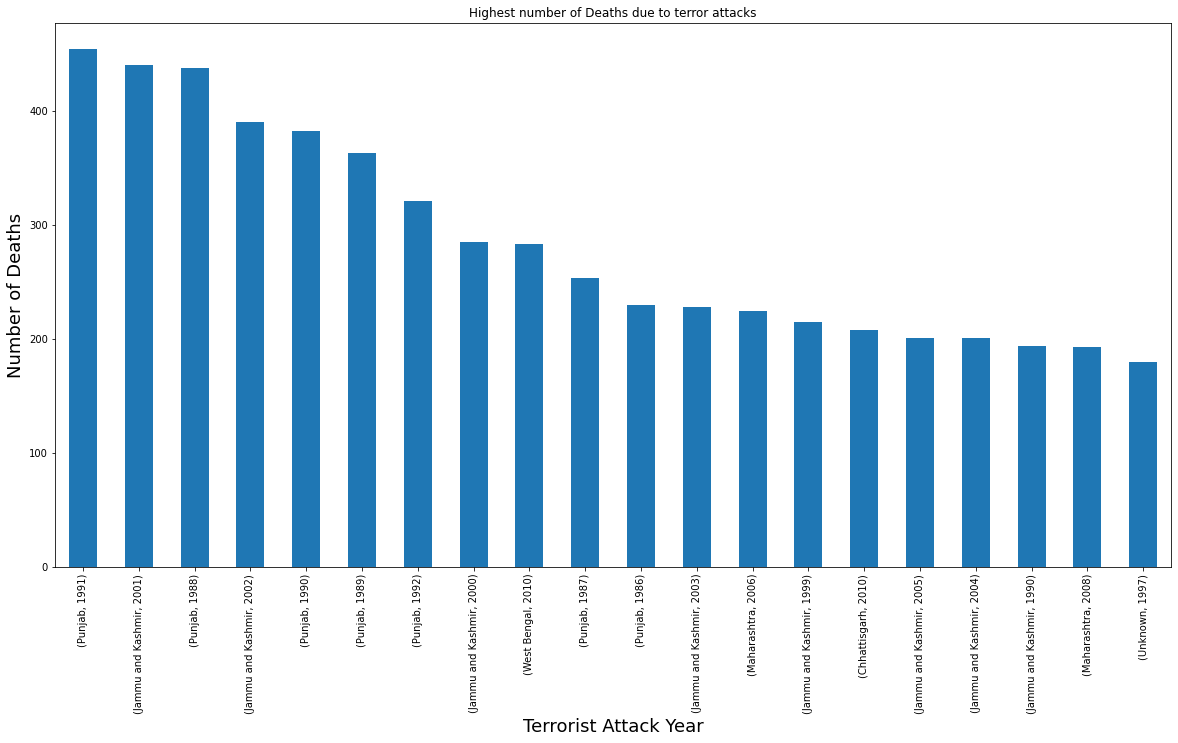 Highest number of Deaths due to terror attacks
Number of Deaths
400
300
200
100
0
(Punjab, 1991)
(Jammu and Kashmir, 2001)
(Punjab, 1988)
(Jammu and Kashmir, 2002)
(Punjab, 1990)
(Punjab, 1989)
(Punjab, 1992)
(Jammu and Kashmir, 2000)
(West Bengal, 2010)
(Punjab, 1987)
(Punjab, 1986)
(Jammu and Kashmir, 2003)
(Maharashtra, 2006)
(Jammu and Kashmir, 1999)
(Chhattisgarh, 2010)
(Jammu and Kashmir, 2005)
(Jammu and Kashmir, 2004)
(Jammu and Kashmir, 1990)
(Maharashtra, 2008)
(Unknown, 1997)
Terrorist Attack Year